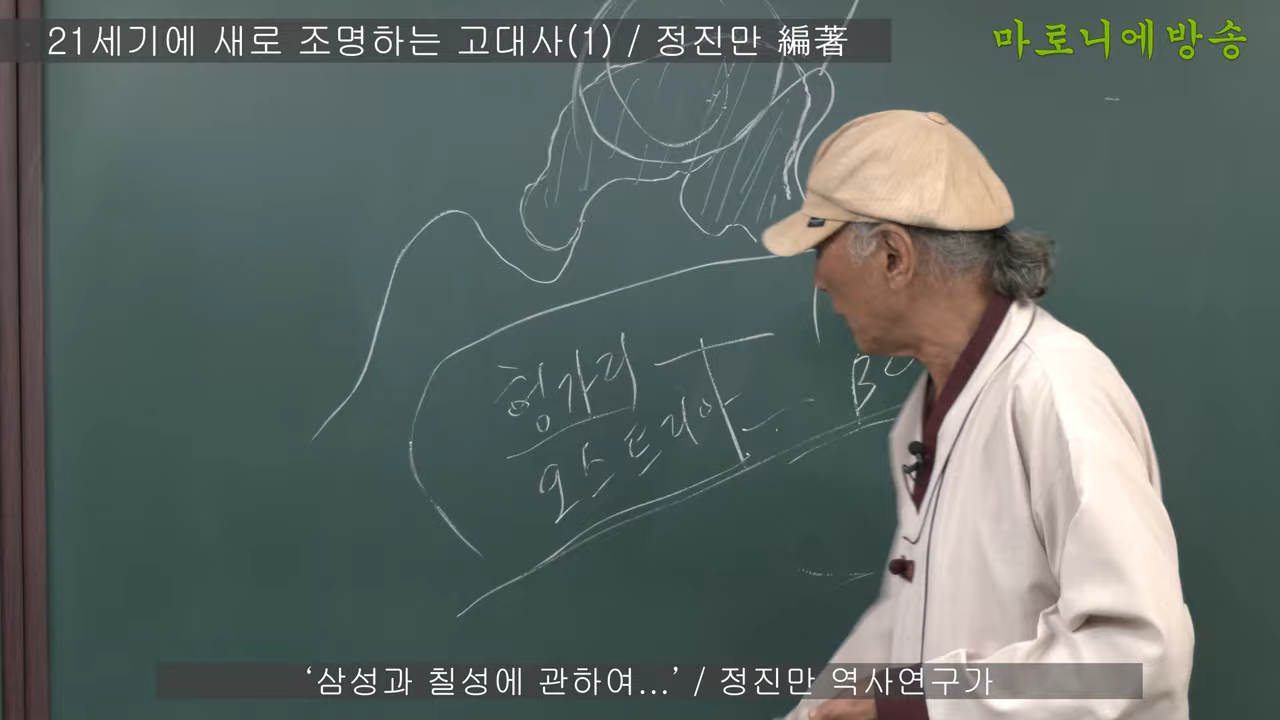 21세기에 새로 조명하는 고대사(1) / 정진만 編著
마로니에방송
헝가리
오스트리아
B
‘삼성과 칠성에 관하여...’ / 정진만 역사연구가